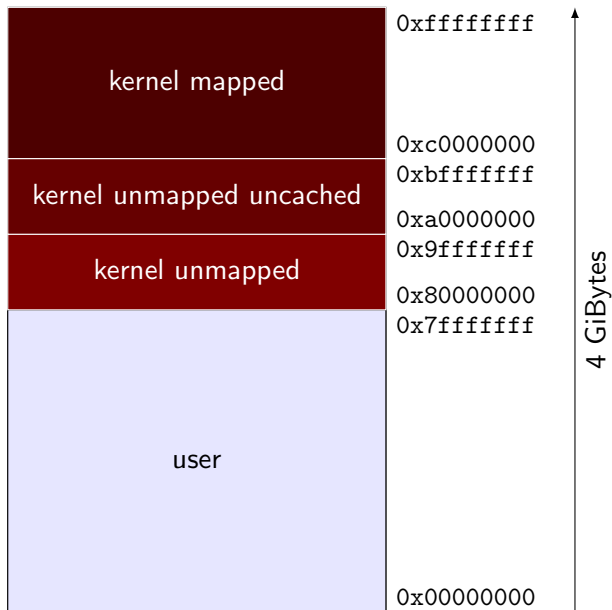 0xffffffff
kernel mapped
0xc0000000
0xbfffffff
kernel unmapped uncached
0xa0000000
0x9fffffff
kernel unmapped
0x80000000
0x7fffffff
4 GiBytes
user
0x00000000